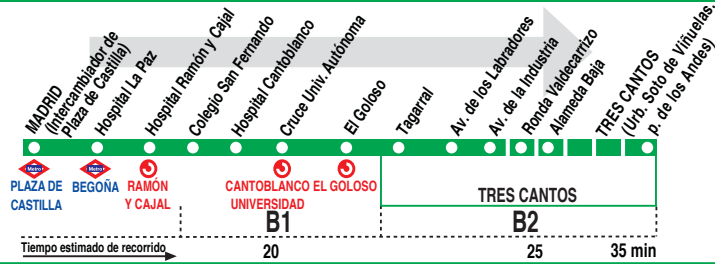 MADRID
(Intercambiador de
Plaza de Castilla)
Hospital La Paz
Hospital Ramón y Cajal
Colegio San Fernando
Hospital Cantoblanco
Cruce Univ. Autónoma
El Goloso
Tagarral
Av. de los Labradores
Av. de la Industria
Ronda Valdecarrizo
Alameda Baja
TRES CANTOS
(Urb. Soto de Viñuelas.
p. de los Andes)
Metro
PLAZA DE
CASTILLA
Metro
BEGOÑA
RAMÓN
Y CAJAL
CANTOBLANCO
UNIVERSIDAD
EL GOLOSO
TRES CANTOS
B1
B2
Tiempo estimado de recorrido
20
25
35 min